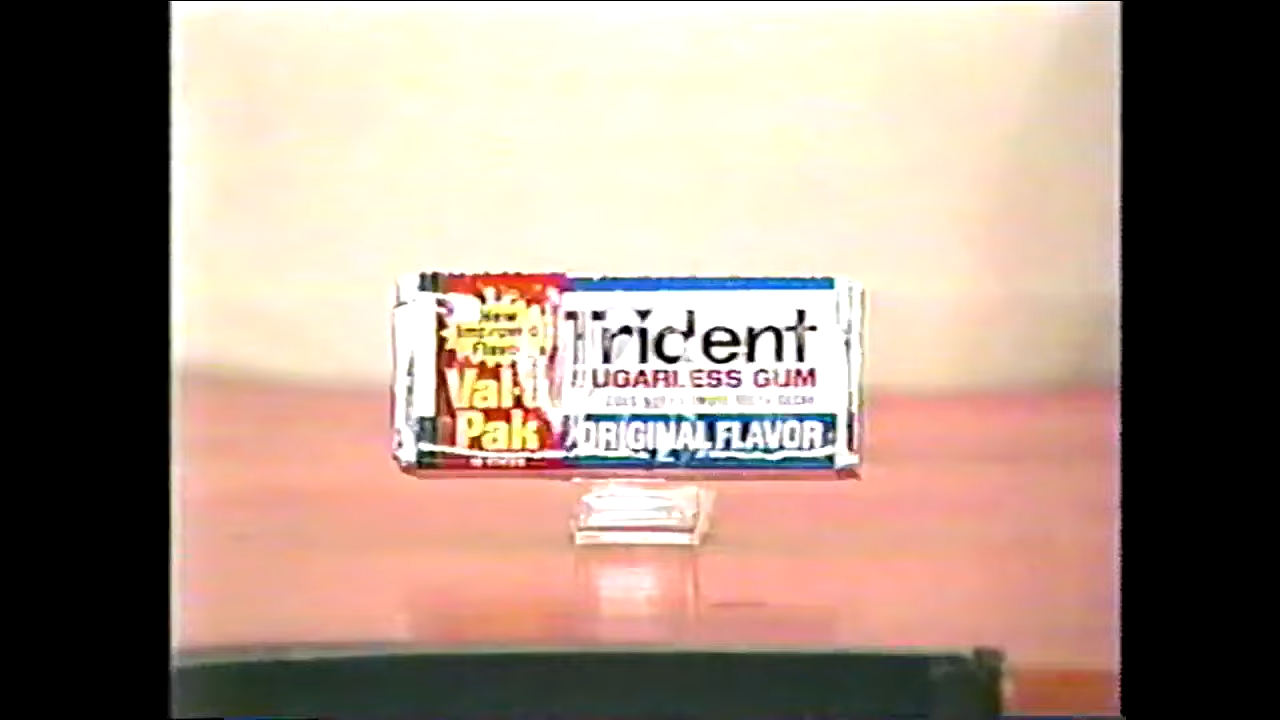 New
Improved
Flavor
Val-U
Pak
Trident
SUGARLESS GUM
ORIGINAL FLAVOR